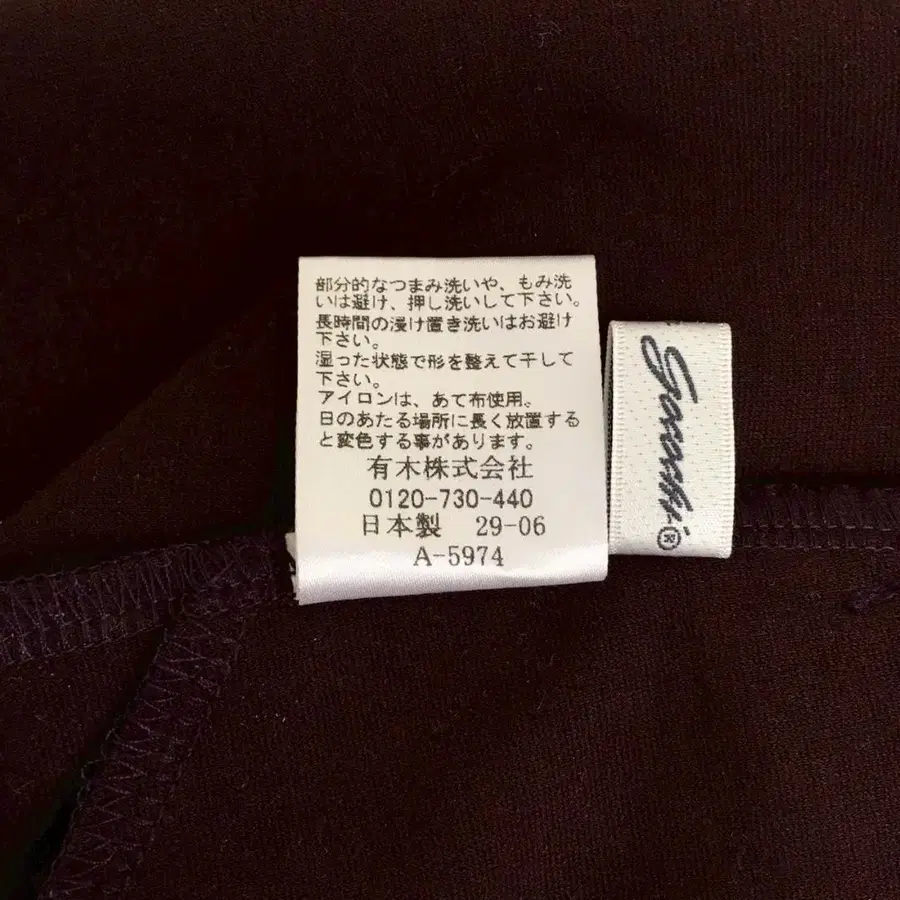 部分的なつまみ洗いや、もみ洗
いは避け、押し洗いして下さい。
長時間の浸け置き洗いはお避け
下さい。
湿った状態で形を整えて干して
下さい。
アイロンは、あて布使用。
日のあたる場所に長く放置する
と変色する事があります。
有木株式会社
0120-730-440
日本製 29-06
A-5974
®